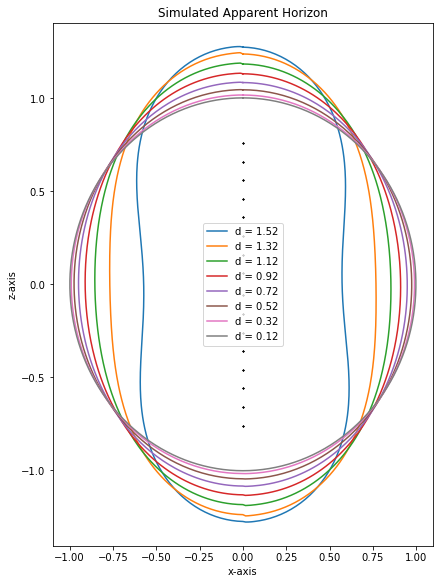 Simulated Apparent Horizon
z-axis
1.0
0.5
0.0
−0.5
−1.0
d = 1.52
d = 1.32
d = 1.12
d = 0.92
d = 0.72
d = 0.52
d = 0.32
d = 0.12
−1.00 −0.75 −0.50 −0.25 0.00 0.25 0.50 0.75 1.00
x-axis